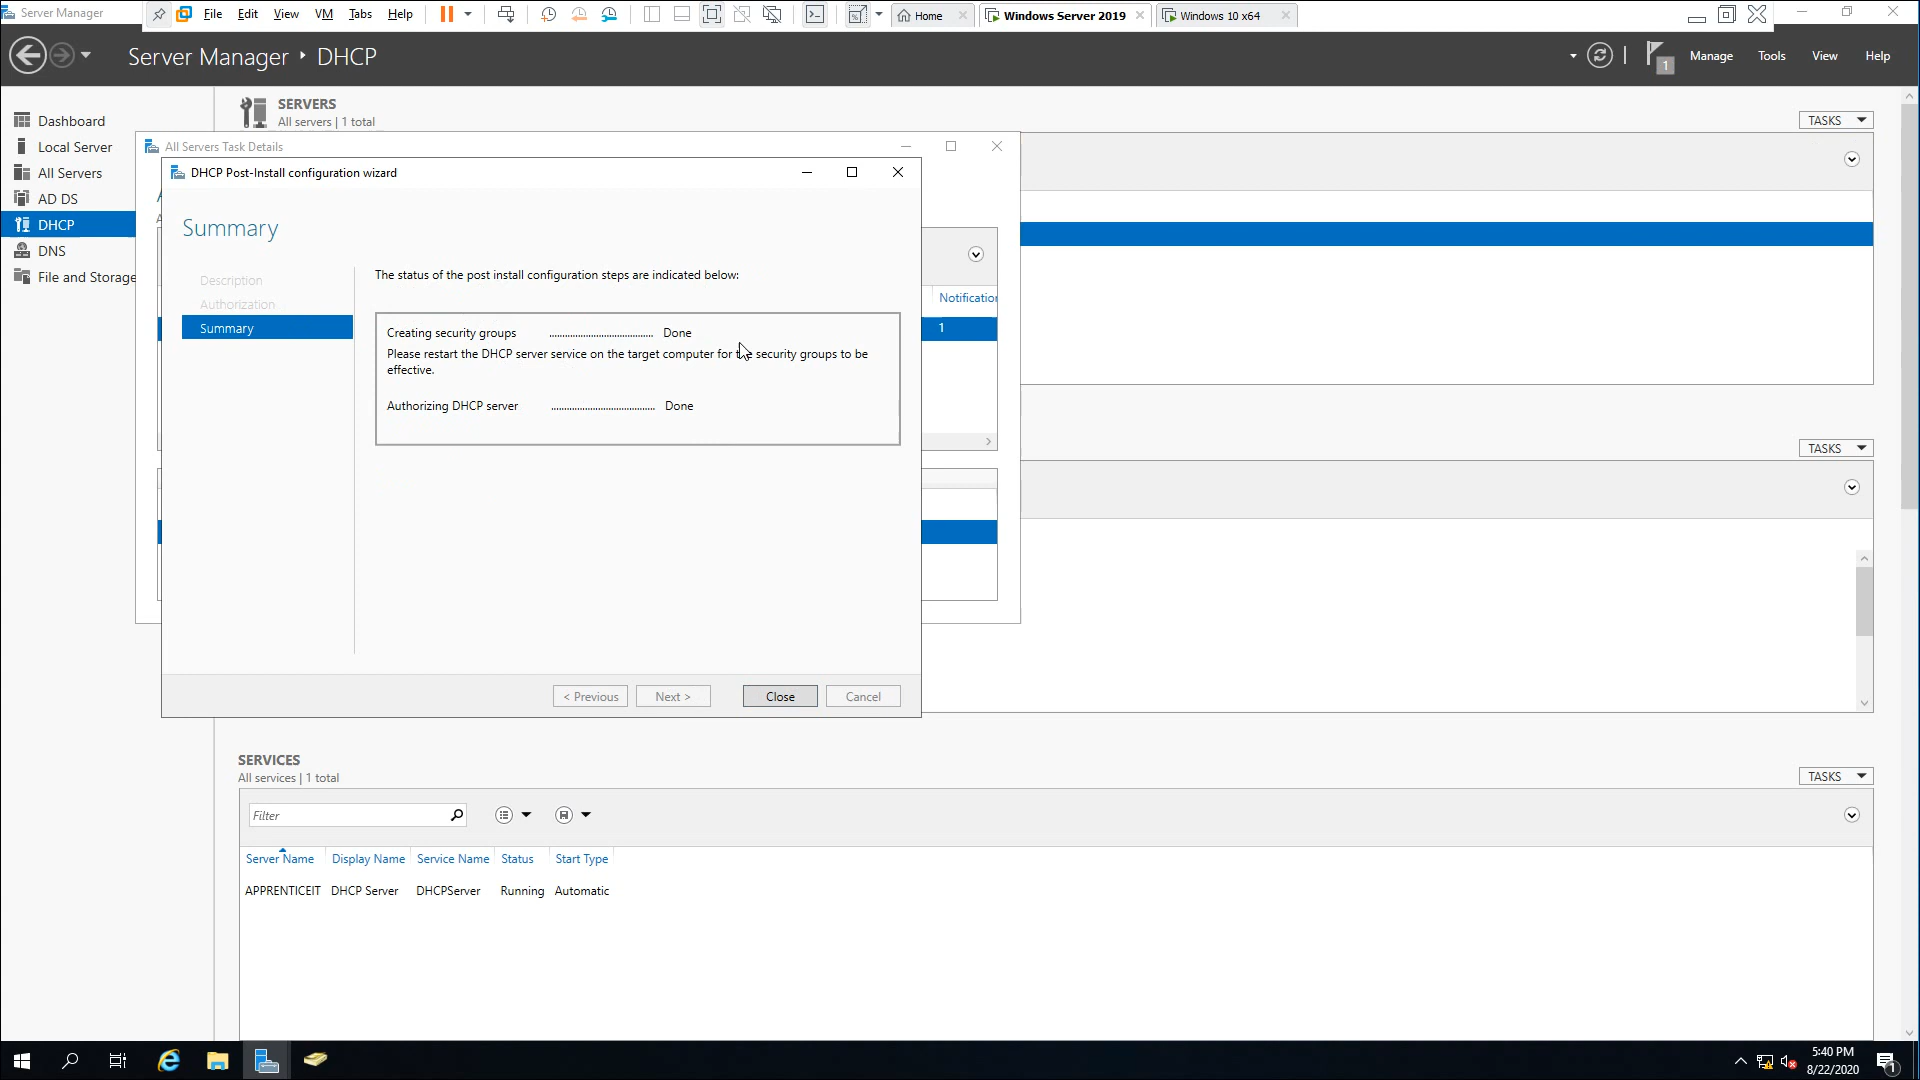 Server Manager
File Edit View VM Tabs Help
Home
Windows Server 2019
Windows 10 x64
Server Manager ‣ DHCP
1
Manage Tools View Help
Dashboard
Local Server
All Servers
AD DS
DHCP
DNS
File and Storage
SERVERS
All servers | 1 total
TASKS
All Servers Task Details
DHCP Post-Install configuration wizard
Summary
Description
Authorization
Summary
The status of the post install configuration steps are indicated below:
Creating security groups .......................................... Done
Please restart the DHCP server service on the target computer for the security groups to be
effective.
Authorizing DHCP server .......................................... Done
< Previous
Next >
Close
Cancel
Notification
1
TASKS
SERVICES
All services | 1 total
TASKS
Filter
Server Name Display Name Service Name Status Start Type
APPRENTICEIT DHCP Server DHCPServer Running Automatic
5:40 PM
8/22/2020
1